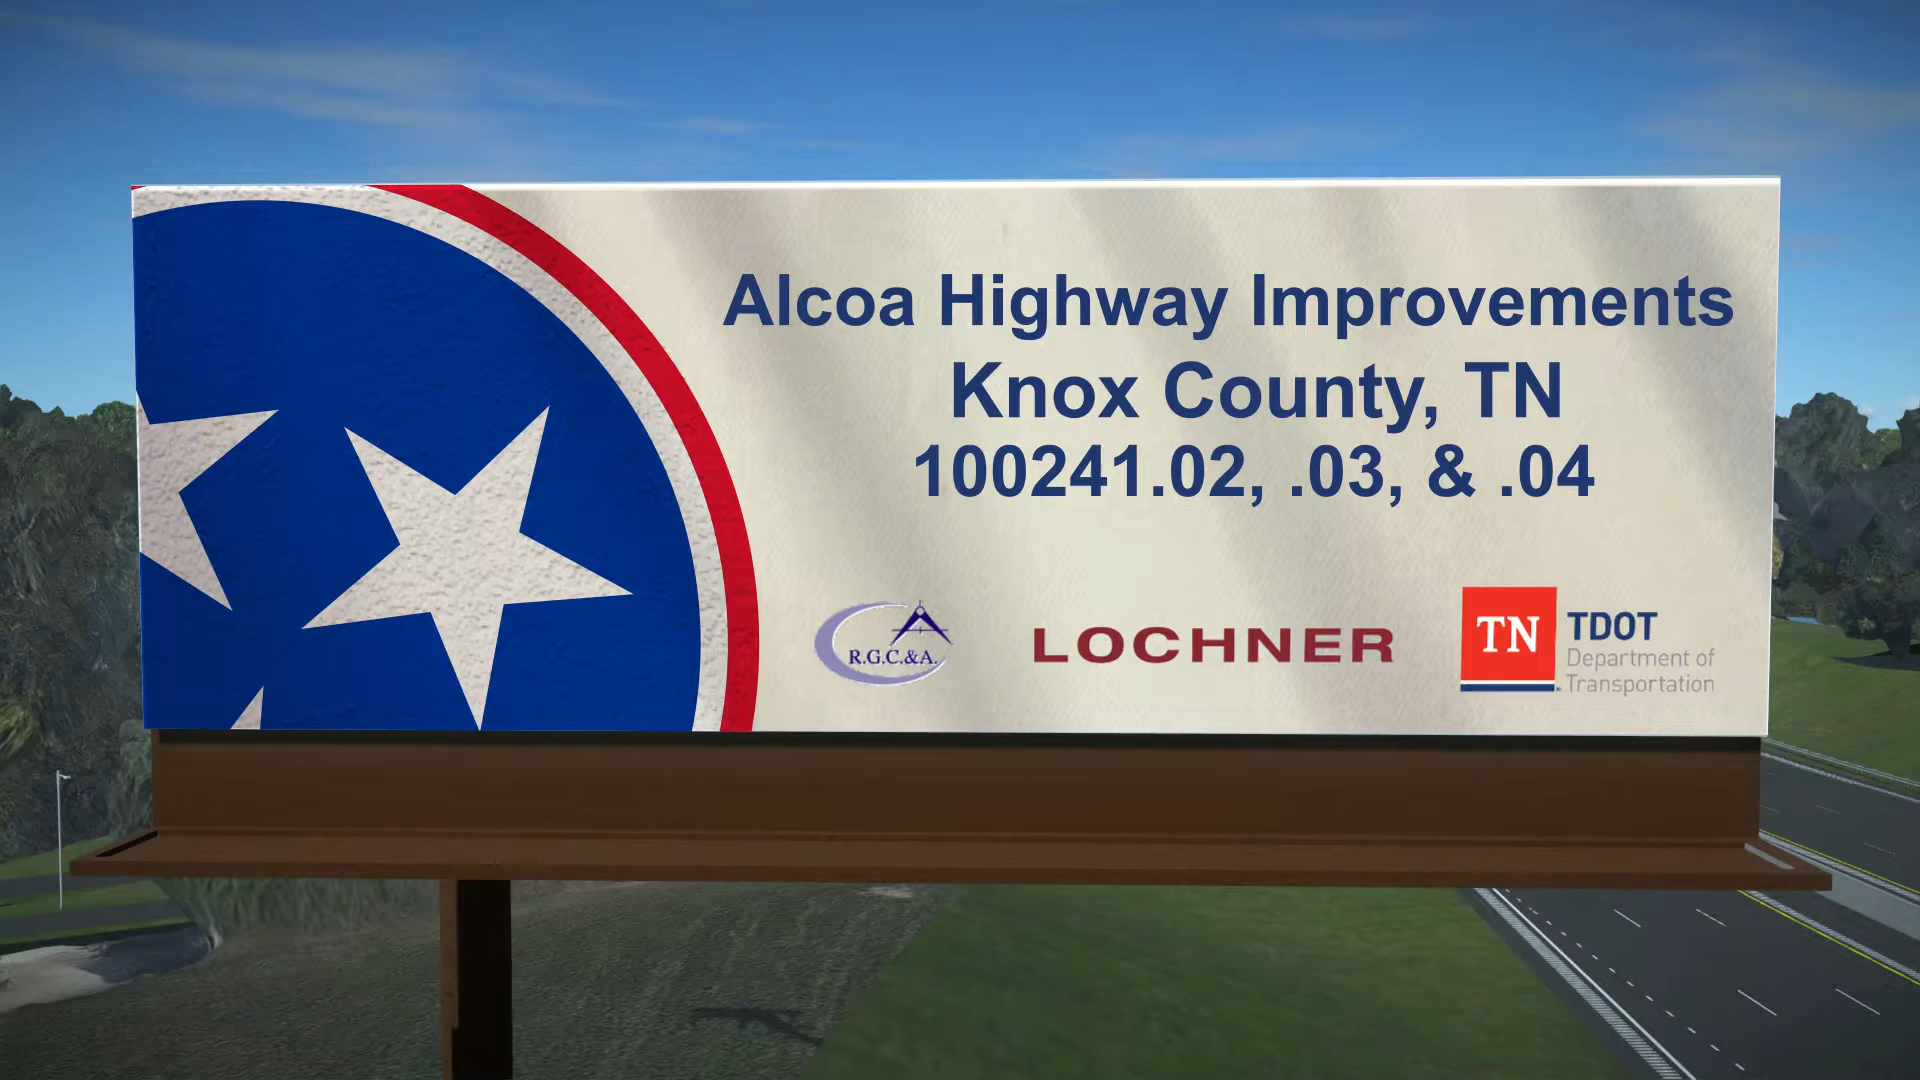 Alcoa Highway Improvements
Knox County, TN
100241.02, .03, & .04
R.G.C.&A.
LOCHNER
TN
TDOT
Department of
Transportation